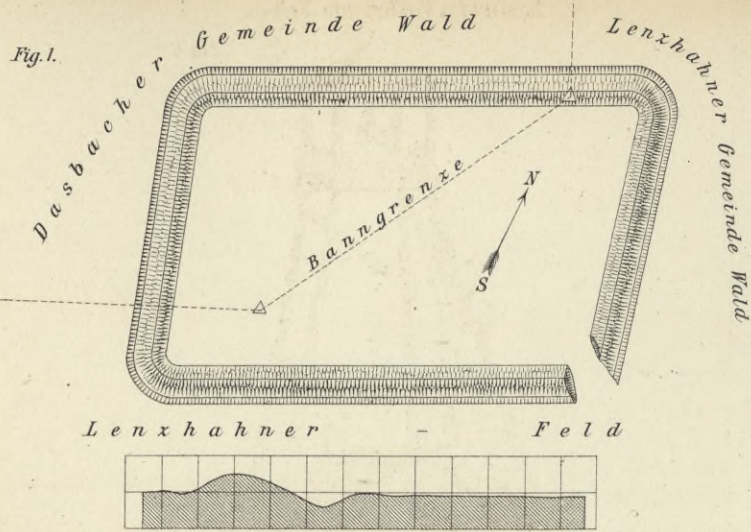 Fig. 1.
Dasbacher Gemeinde Wald
Lenzhahner Gemeinde Wald
Banngrenze
N
S
Lenzhahner - Feld